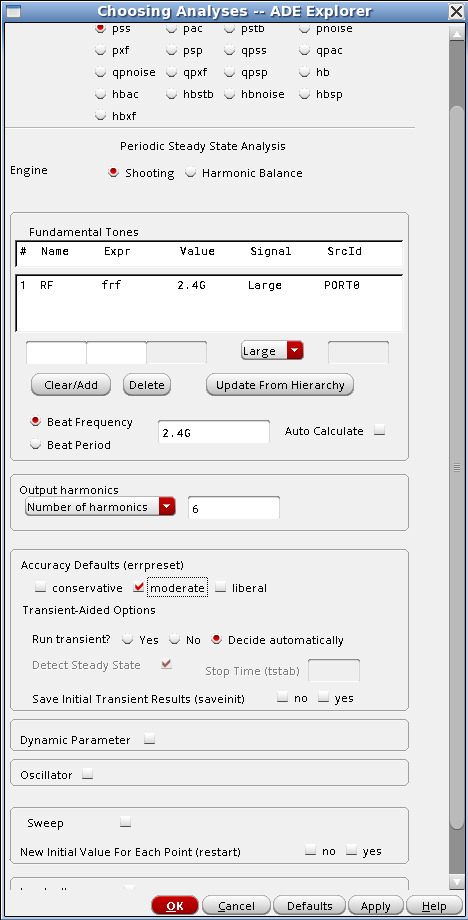 Choosing Analyses -- ADE Explorer
pss pac pstb pnoise
pxf psp qpss qpac
qpnoise qpxf qpsp hb
hbac hbstb hbnoise hbsp
hbxf
Periodic Steady State Analysis
Engine Shooting Harmonic Balance
Fundamental Tones
# Name Expr Value Signal SrcId
1 RF frf 2.4G Large PORT0
Large
Clear/Add Delete Update From Hierarchy
Beat Frequency 2.4G Auto Calculate
Beat Period
Output harmonics
Number of harmonics 6
Accuracy Defaults (errpreset)
conservative moderate liberal
Transient-Aided Options
Run transient? Yes No Decide automatically
Detect Steady State Stop Time (tstab)
Save Initial Transient Results (saveinit) no yes
Dynamic Parameter
Oscillator
Sweep
New Initial Value For Each Point (restart) no yes
OK Cancel Defaults Apply Help